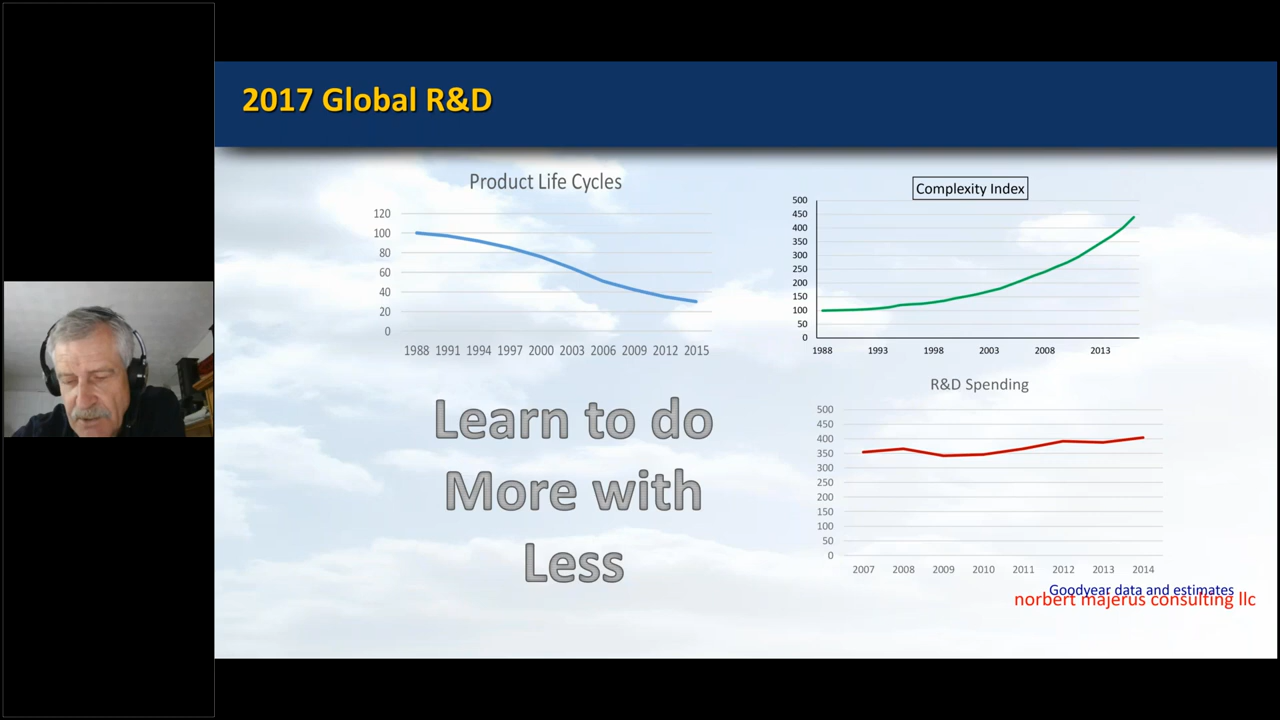 2017 Global R&D
Product Life Cycles
120
100
80
60
40
20
0
1988 1991 1994 1997 2000 2003 2006 2009 2012 2015
Complexity Index
500
450
400
350
300
250
200
150
100
50
0
1988 1993 1998 2003 2008 2013
Learn to do
More with
Less
R&D Spending
500
450
400
350
300
250
200
150
100
50
0
2007 2008 2009 2010 2011 2012 2013 2014
Goodyear data and estimates
norbert majerus consulting llc